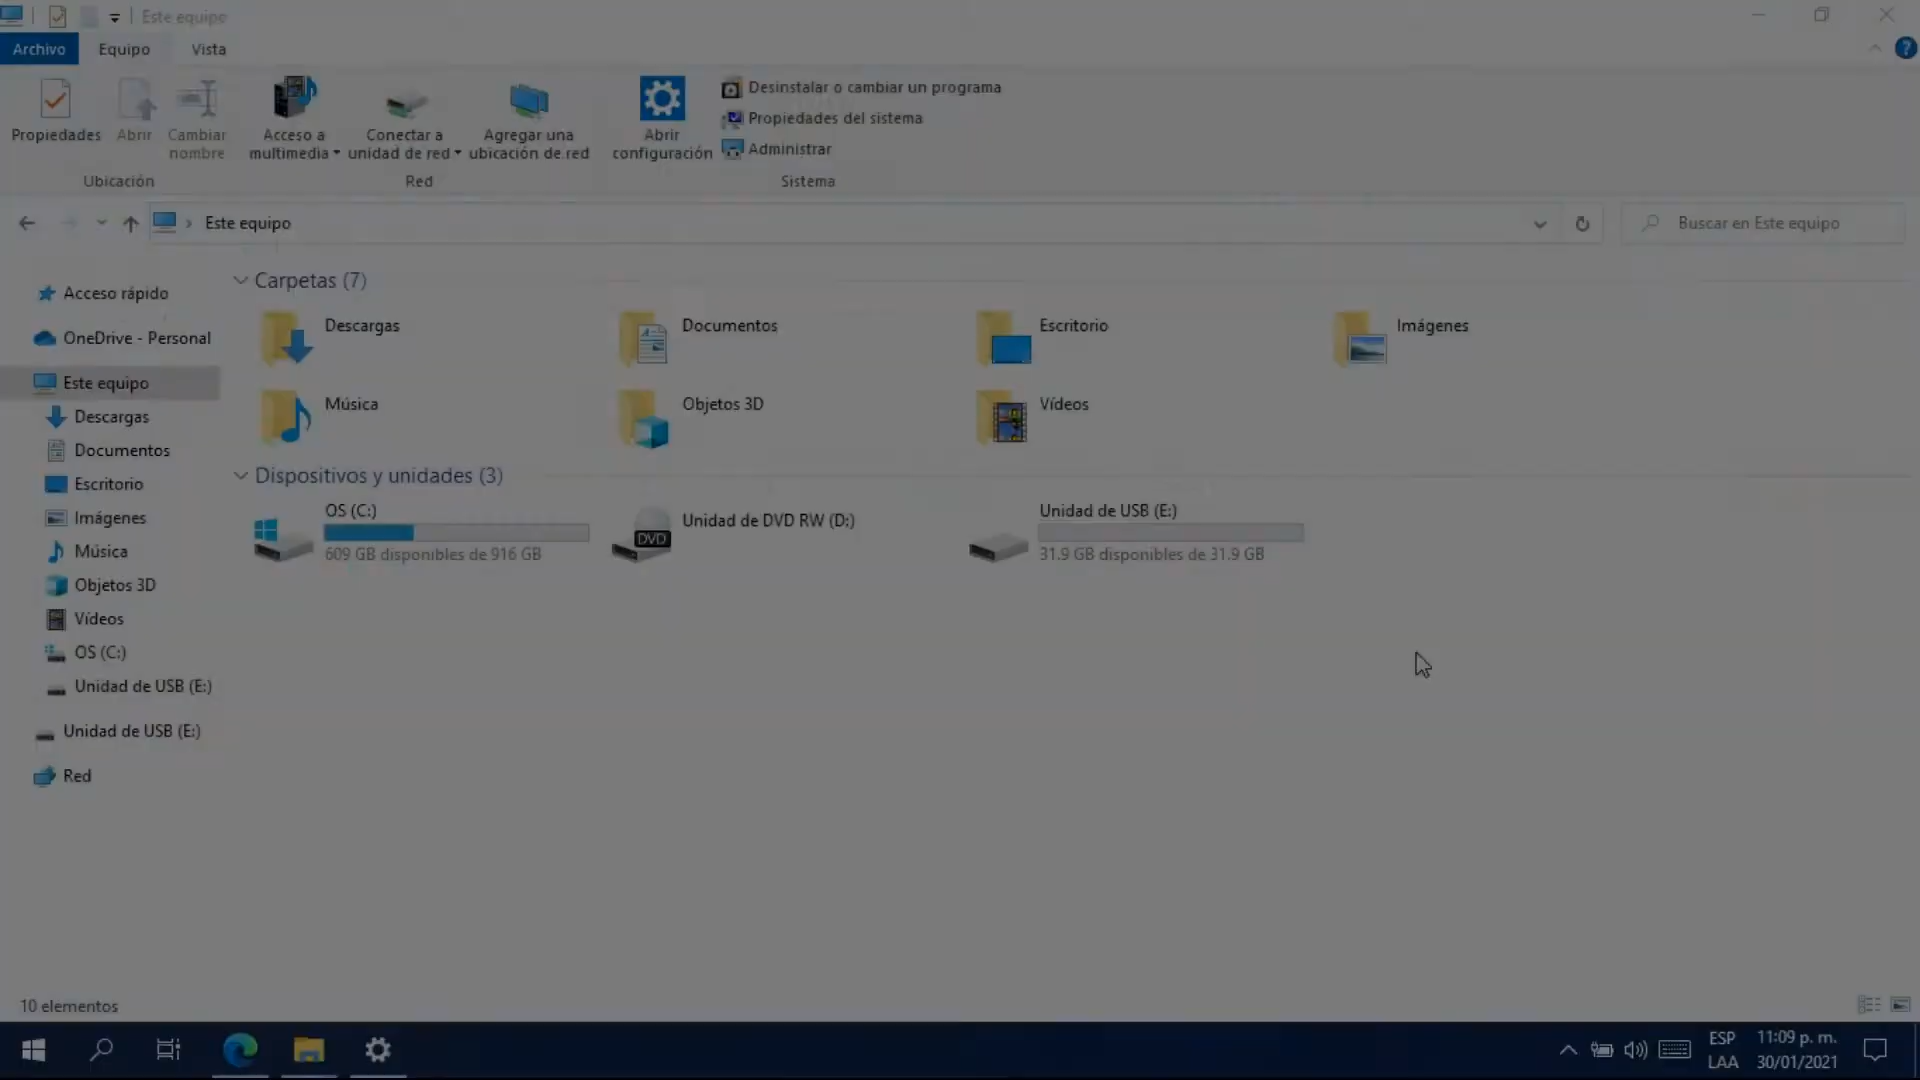 Este equipo
Archivo Equipo Vista
Propiedades Abrir Cambiar nombre Acceso a multimedia Conectar a unidad de red Agregar una ubicación de red Abrir configuración
Desinstalar o cambiar un programa
Propiedades del sistema
Administrar
Ubicación Red Sistema
Este equipo Buscar en Este equipo
Acceso rápido
OneDrive - Personal
Este equipo
Descargas
Documentos
Escritorio
Imágenes
Música
Objetos 3D
Vídeos
OS (C:)
Unidad de USB (E:)
Unidad de USB (E:)
Red
Carpetas (7)
Descargas Documentos Escritorio Imágenes
Música Objetos 3D Vídeos
Dispositivos y unidades (3)
OS (C:)
609 GB disponibles de 916 GB
DVD
Unidad de DVD RW (D:)
Unidad de USB (E:)
31.9 GB disponibles de 31.9 GB
10 elementos
ESP 11:09 p. m.
LAA 30/01/2021